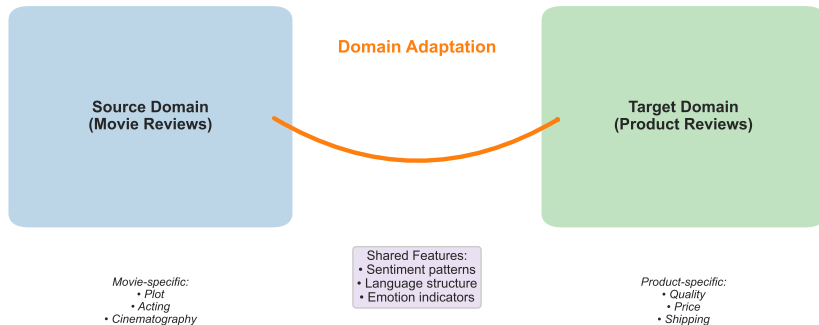 Domain Adaptation
Source Domain
(Movie Reviews)
Target Domain
(Product Reviews)
Shared Features:
• Sentiment patterns
• Language structure
• Emotion indicators
Movie-specific:
• Plot
• Acting
• Cinematography
Product-specific:
• Quality
• Price
• Shipping